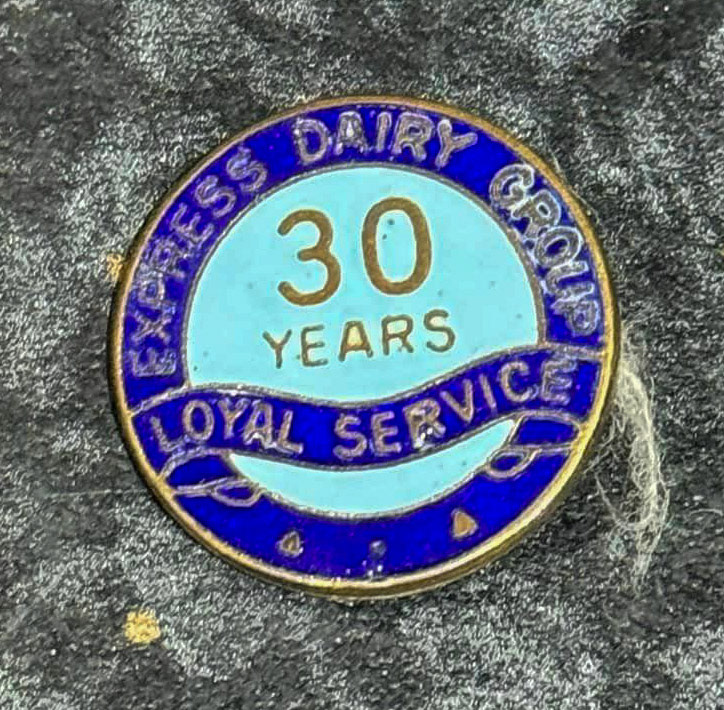 EXPRESS DAIRY GROUP
30
YEARS
LOYAL SERVICE